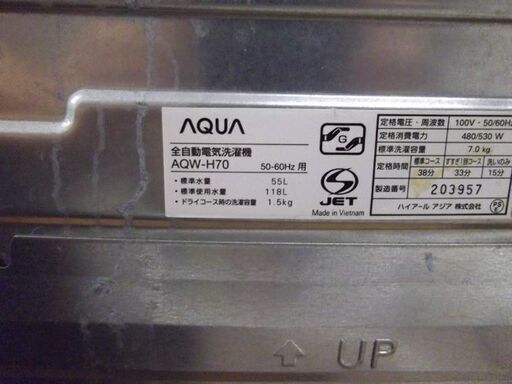 AQUA
全自動電気洗濯機
AQW-H70 50-60Hz 用
・標準水量 55L
・標準使用水量 118L
・ドライコース時の洗濯容量 1.5kg
G
JET
Made in Vietnam
定格電圧・周波数 100V・50/60Hz
定格消費電力 480/530 W
標準洗濯容量 7.0 kg
定格時間 標準コース すすぎ1回コース 洗いのみ
38分 33分 15分
製造番号 203957
ハイアール アジア 株式会社
PS E
UP